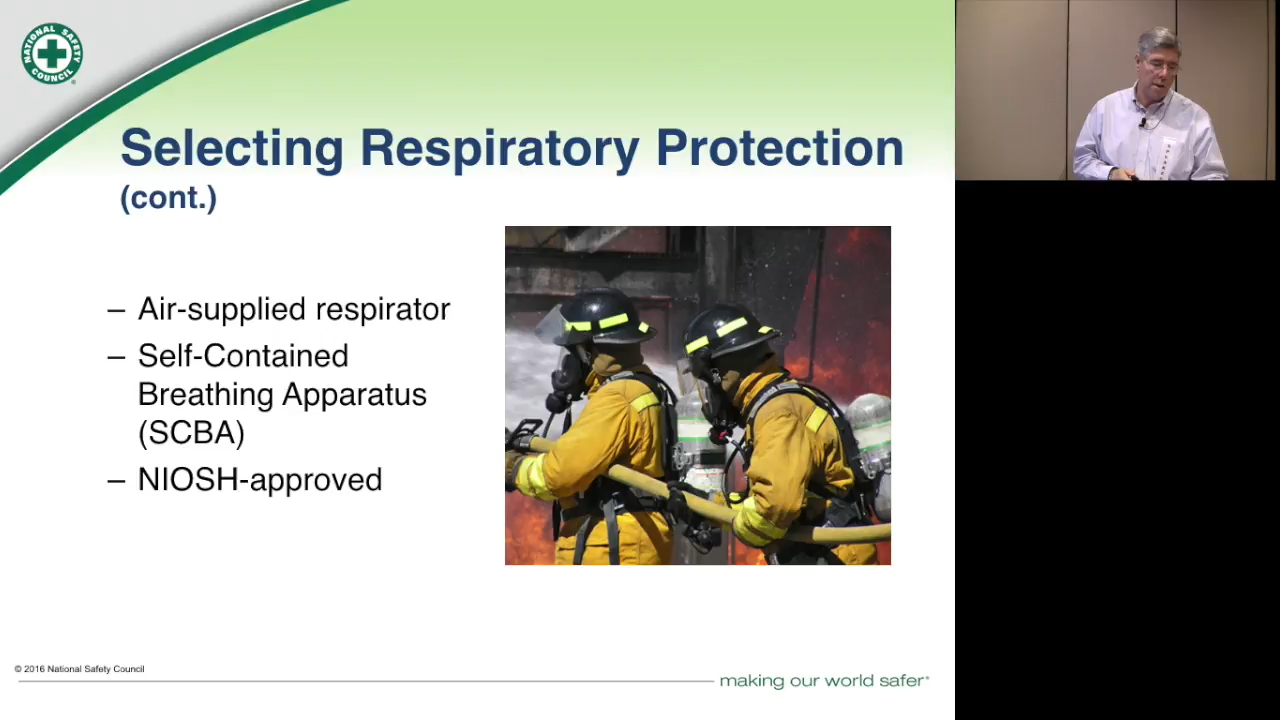 NATIONAL SAFETY
COUNCIL
Selecting Respiratory Protection
(cont.)
– Air-supplied respirator
– Self-Contained
Breathing Apparatus
(SCBA)
– NIOSH-approved
© 2016 National Safety Council
making our world safer